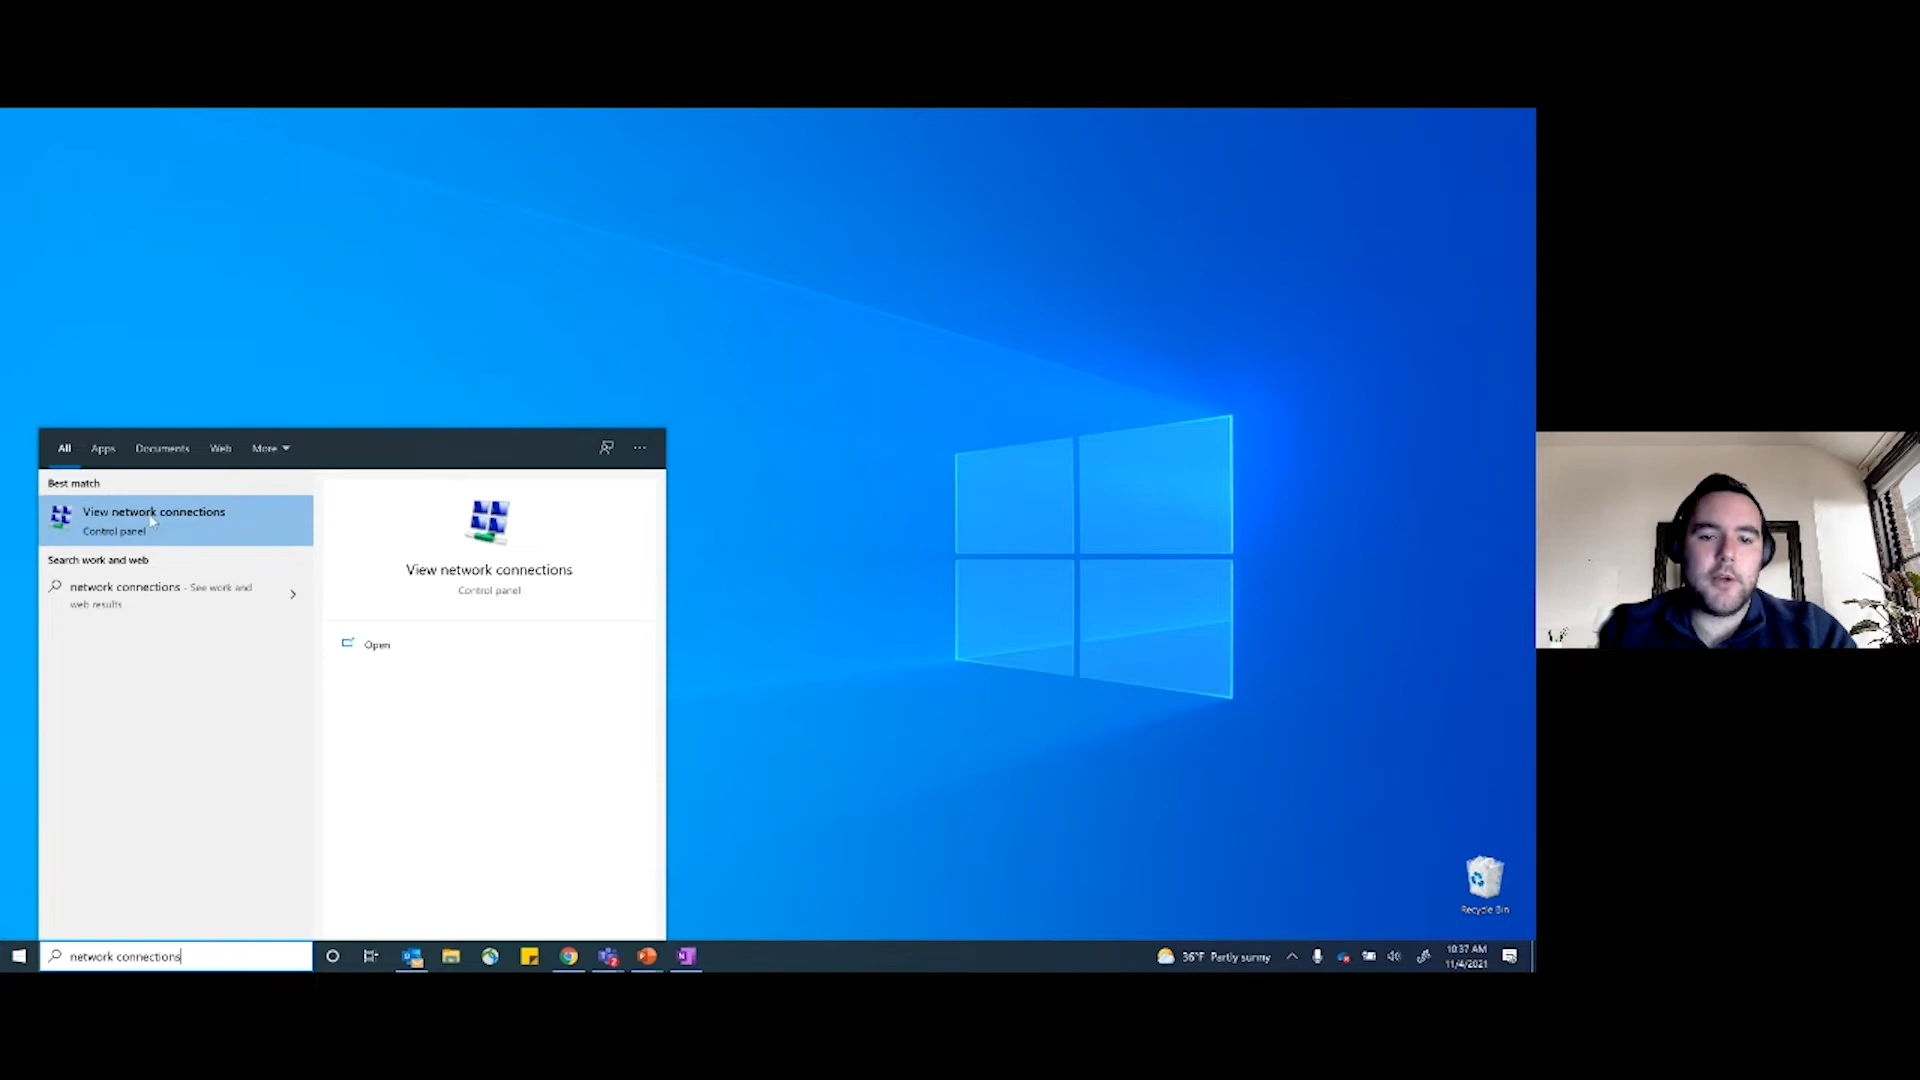 All Apps Documents Web More
Best match
View network connections
Control panel
Search work and web
network connections - See work and
web results
View network connections
Control panel
Open
Recycle Bin
network connections
36°F Partly sunny
10:37 AM
11/4/2021